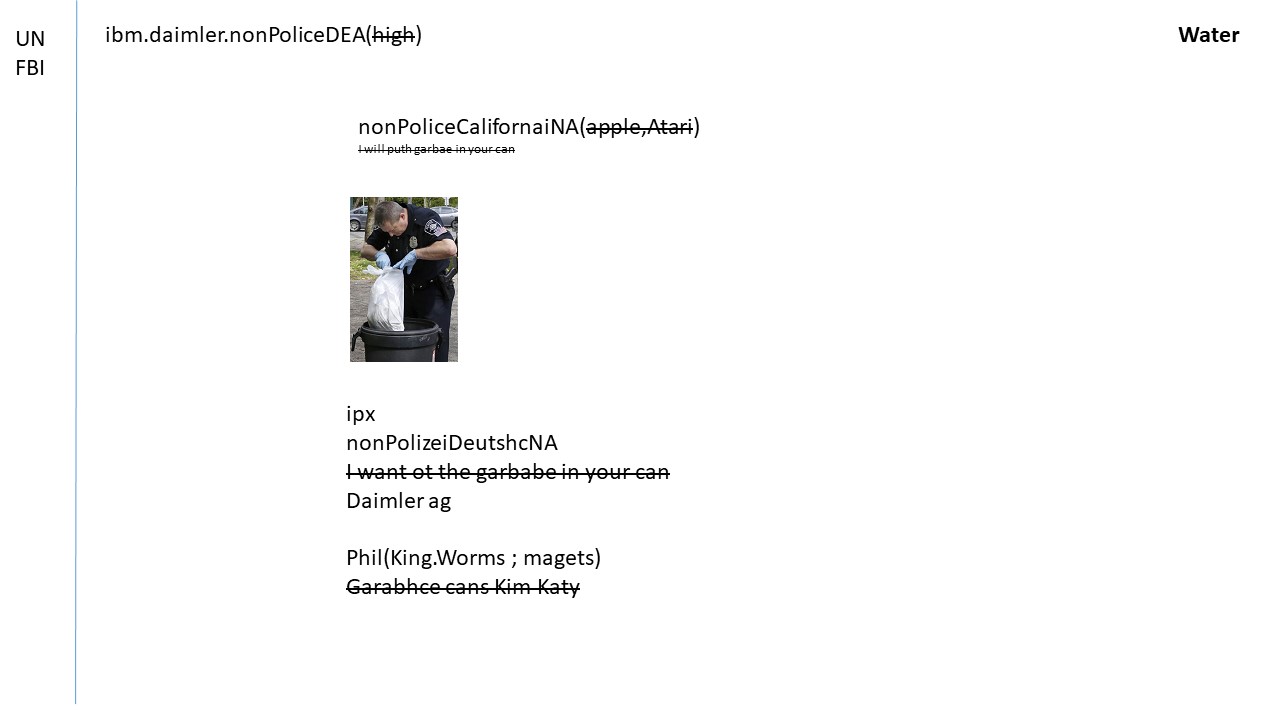 UN
FBI
ibm.daimler.nonPoliceDEA(high)
Water
nonPoliceCalifornaiNA(apple,Atari)
I will puth garbae in your can
ipx
nonPolizeiDeutshcNA
I want ot the garbabe in your can
Daimler ag
Phil(King.Worms ; magets)
Garabhce cans Kim Katy